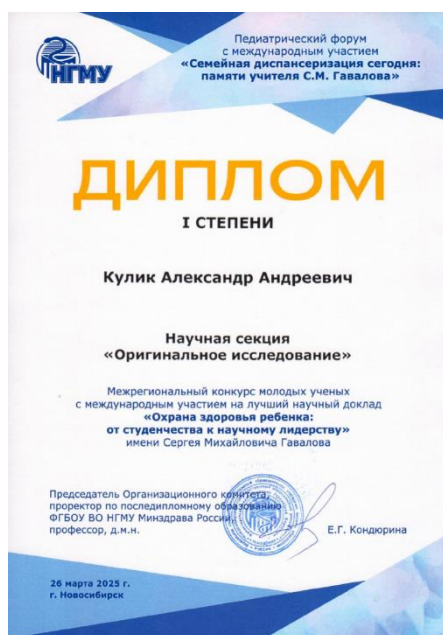 НГМУ
Педиатрический форум
с международным участием
«Семейная диспансеризация сегодня:
памяти учителя С.М. Гавалова»
ДИПЛОМ
I СТЕПЕНИ
Кулик Александр Андреевич
Научная секция
«Оригинальное исследование»
Межрегиональный конкурс молодых ученых
с международным участием на лучший научный доклад
«Охрана здоровья ребенка:
от студенчества к научному лидерству»
имени Сергея Михайловича Гавалова
Председатель Организационного комитета,
проректор по последипломному образованию
ФГБОУ ВО НГМУ Минздрава России,
профессор, д.м.н.
Е.Г. Кондюрина
26 марта 2025 г.
г. Новосибирск